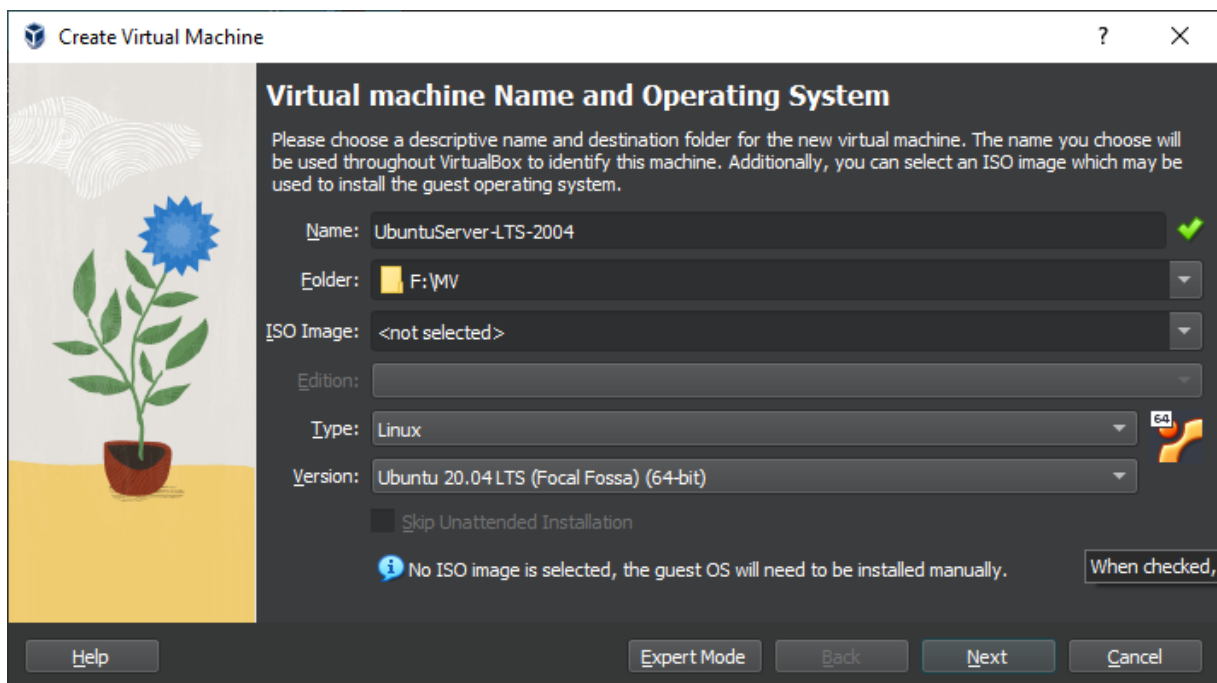 Create Virtual Machine ? ×
Virtual machine Name and Operating System
Please choose a descriptive name and destination folder for the new virtual machine. The name you choose will
be used throughout VirtualBox to identify this machine. Additionally, you can select an ISO image which may be
used to install the guest operating system.
Name: UbuntuServer-LTS-2004
Folder: F:\MV
ISO Image: <not selected>
Edition:
Type: Linux
64
Version: Ubuntu 20.04 LTS (Focal Fossa) (64-bit)
Skip Unattended Installation
No ISO image is selected, the guest OS will need to be installed manually.
When checked,
Help Expert Mode Back Next Cancel